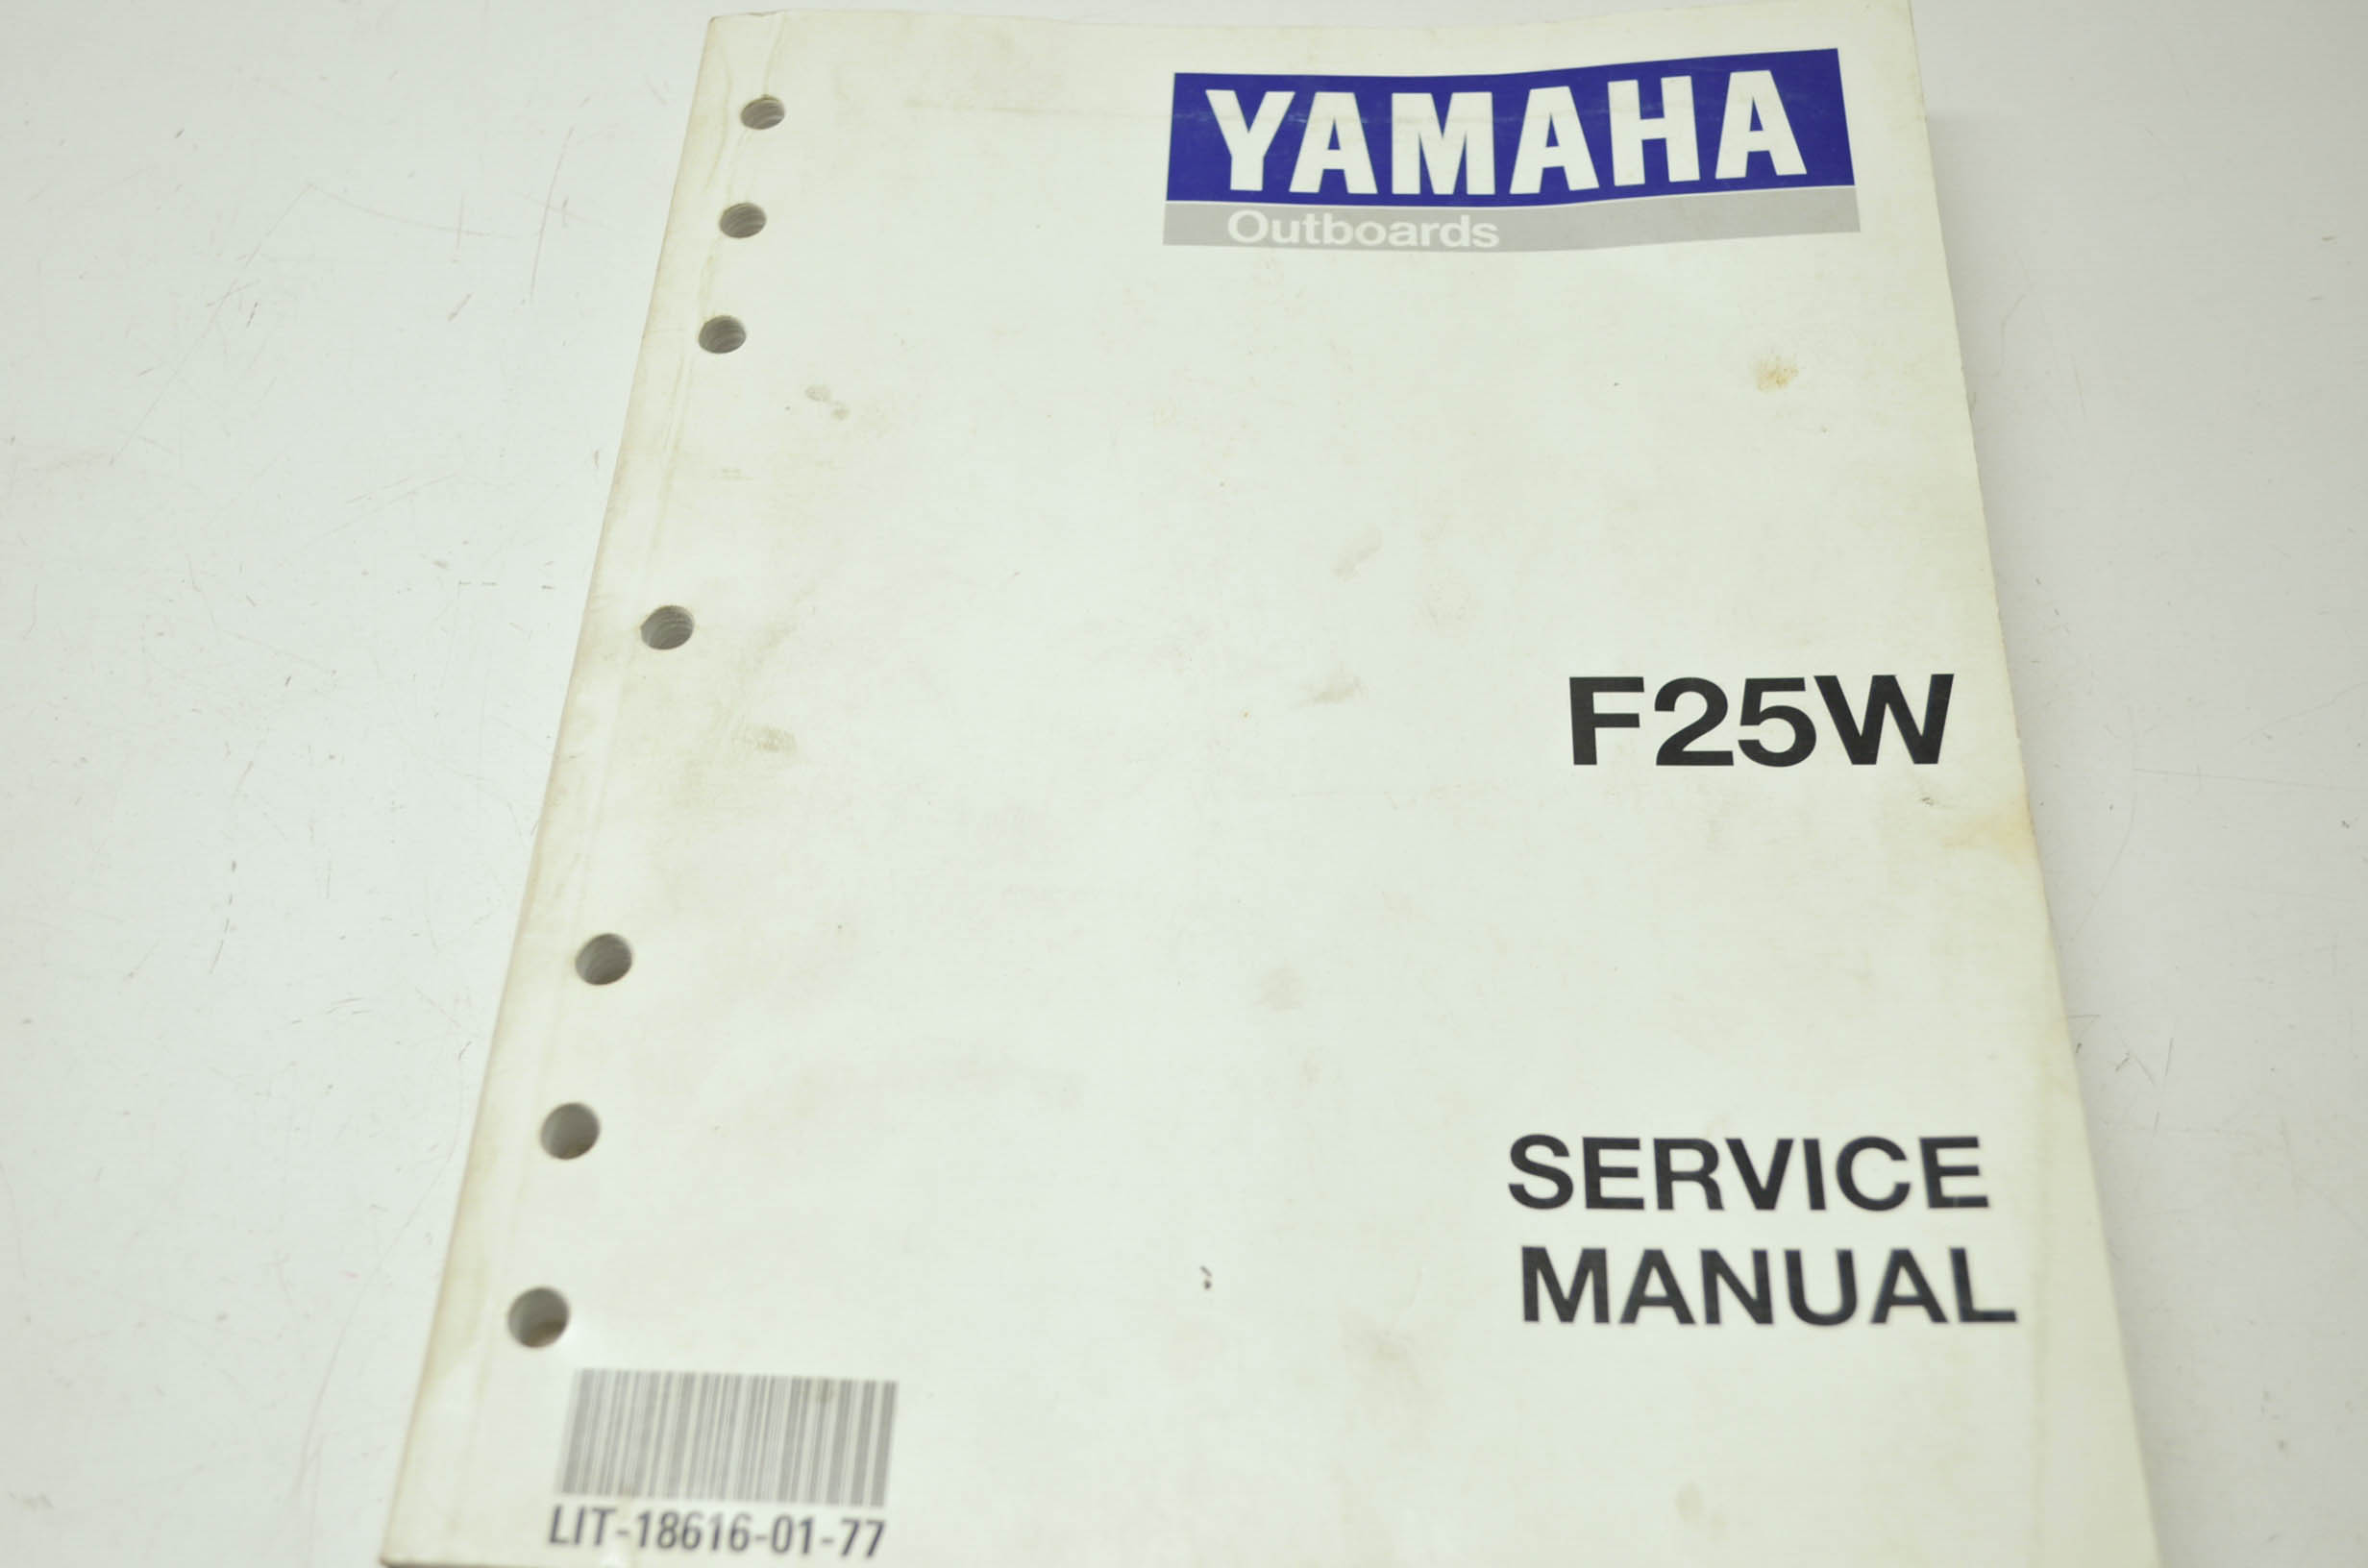 YAMAHA
Outboards
F25W
SERVICE
MANUAL
LIT-18616-01-77